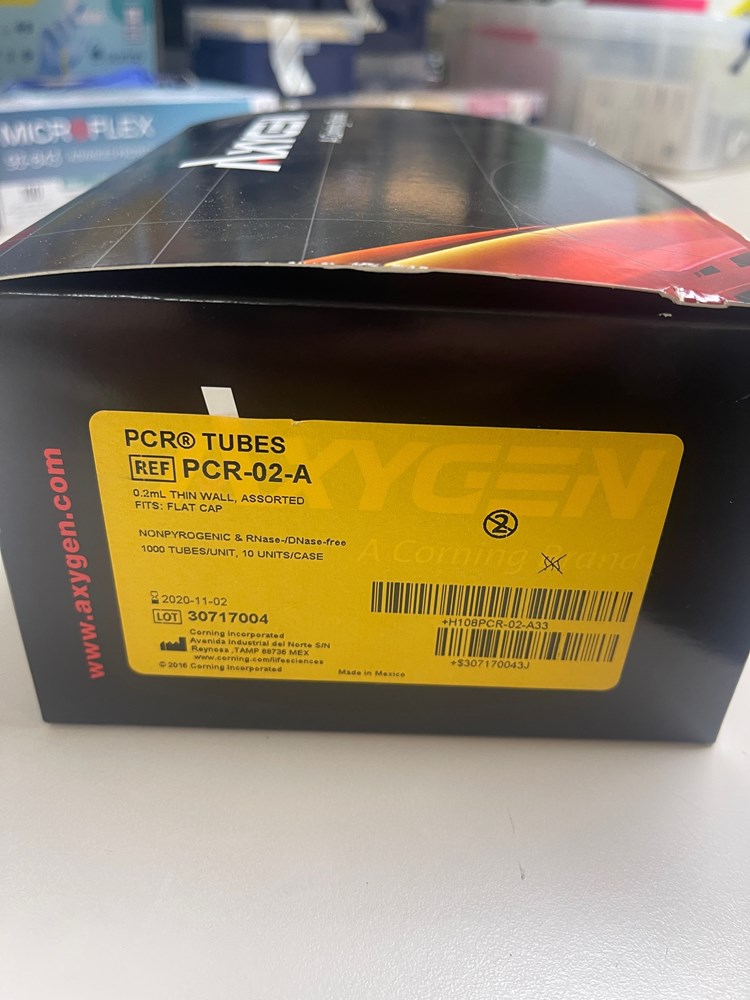 MICROFLEX
AXYGEN
www.axygen.com
AXYGEN
A Corning Brand
PCR® TUBES
REF PCR-02-A
0.2mL THIN WALL, ASSORTED
FITS: FLAT CAP
NONPYROGENIC & RNase-/DNase-free
1000 TUBES/UNIT, 10 UNITS/CASE
2
2020-11-02
LOT 30717004
Corning Incorporated
Avenida Industrial del Norte S/N
Reynosa ,TAMP 88736 MEX
www.corning.com/lifesciences
© 2016 Corning Incorporated
Made in Mexico
+H108PCR-02-A33
+$307170043J